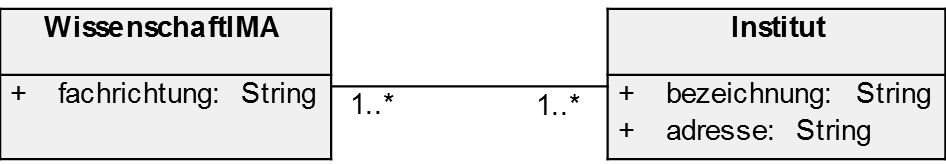 WissenschaftlMA
+ fachrichtung: String
1..*
1..*
Institut
+ bezeichnung: String
+ adresse: String